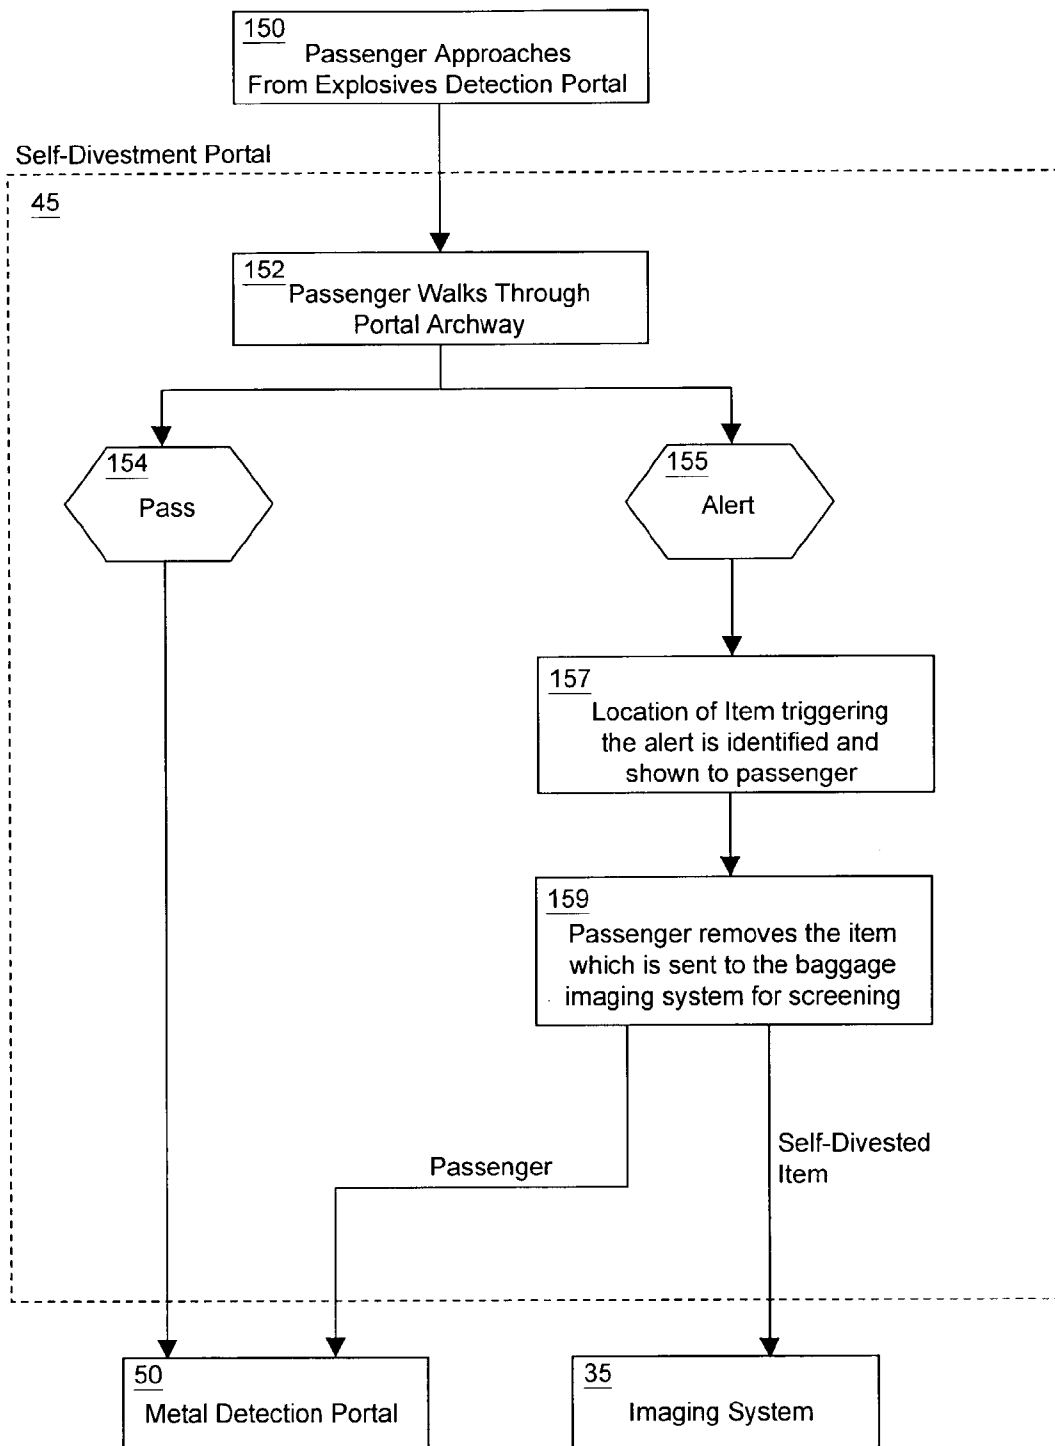 150
Passenger Approaches
From Explosives Detection Portal
Self-Divestment Portal
45
152
Passenger Walks Through
Portal Archway
154
Pass
155
Alert
157
Location of Item triggering
the alert is identified and
shown to passenger
159
Passenger removes the item
which is sent to the baggage
imaging system for screening
Passenger
Self-Divested
Item
50
Metal Detection Portal
35
Imaging System